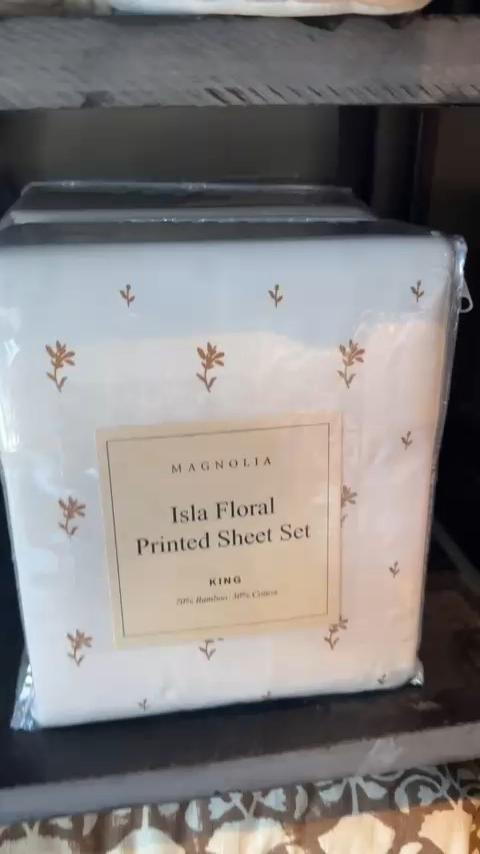 MAGNOLIA
Isla Floral
Printed Sheet Set
KING
70% Bamboo 30% Cotton